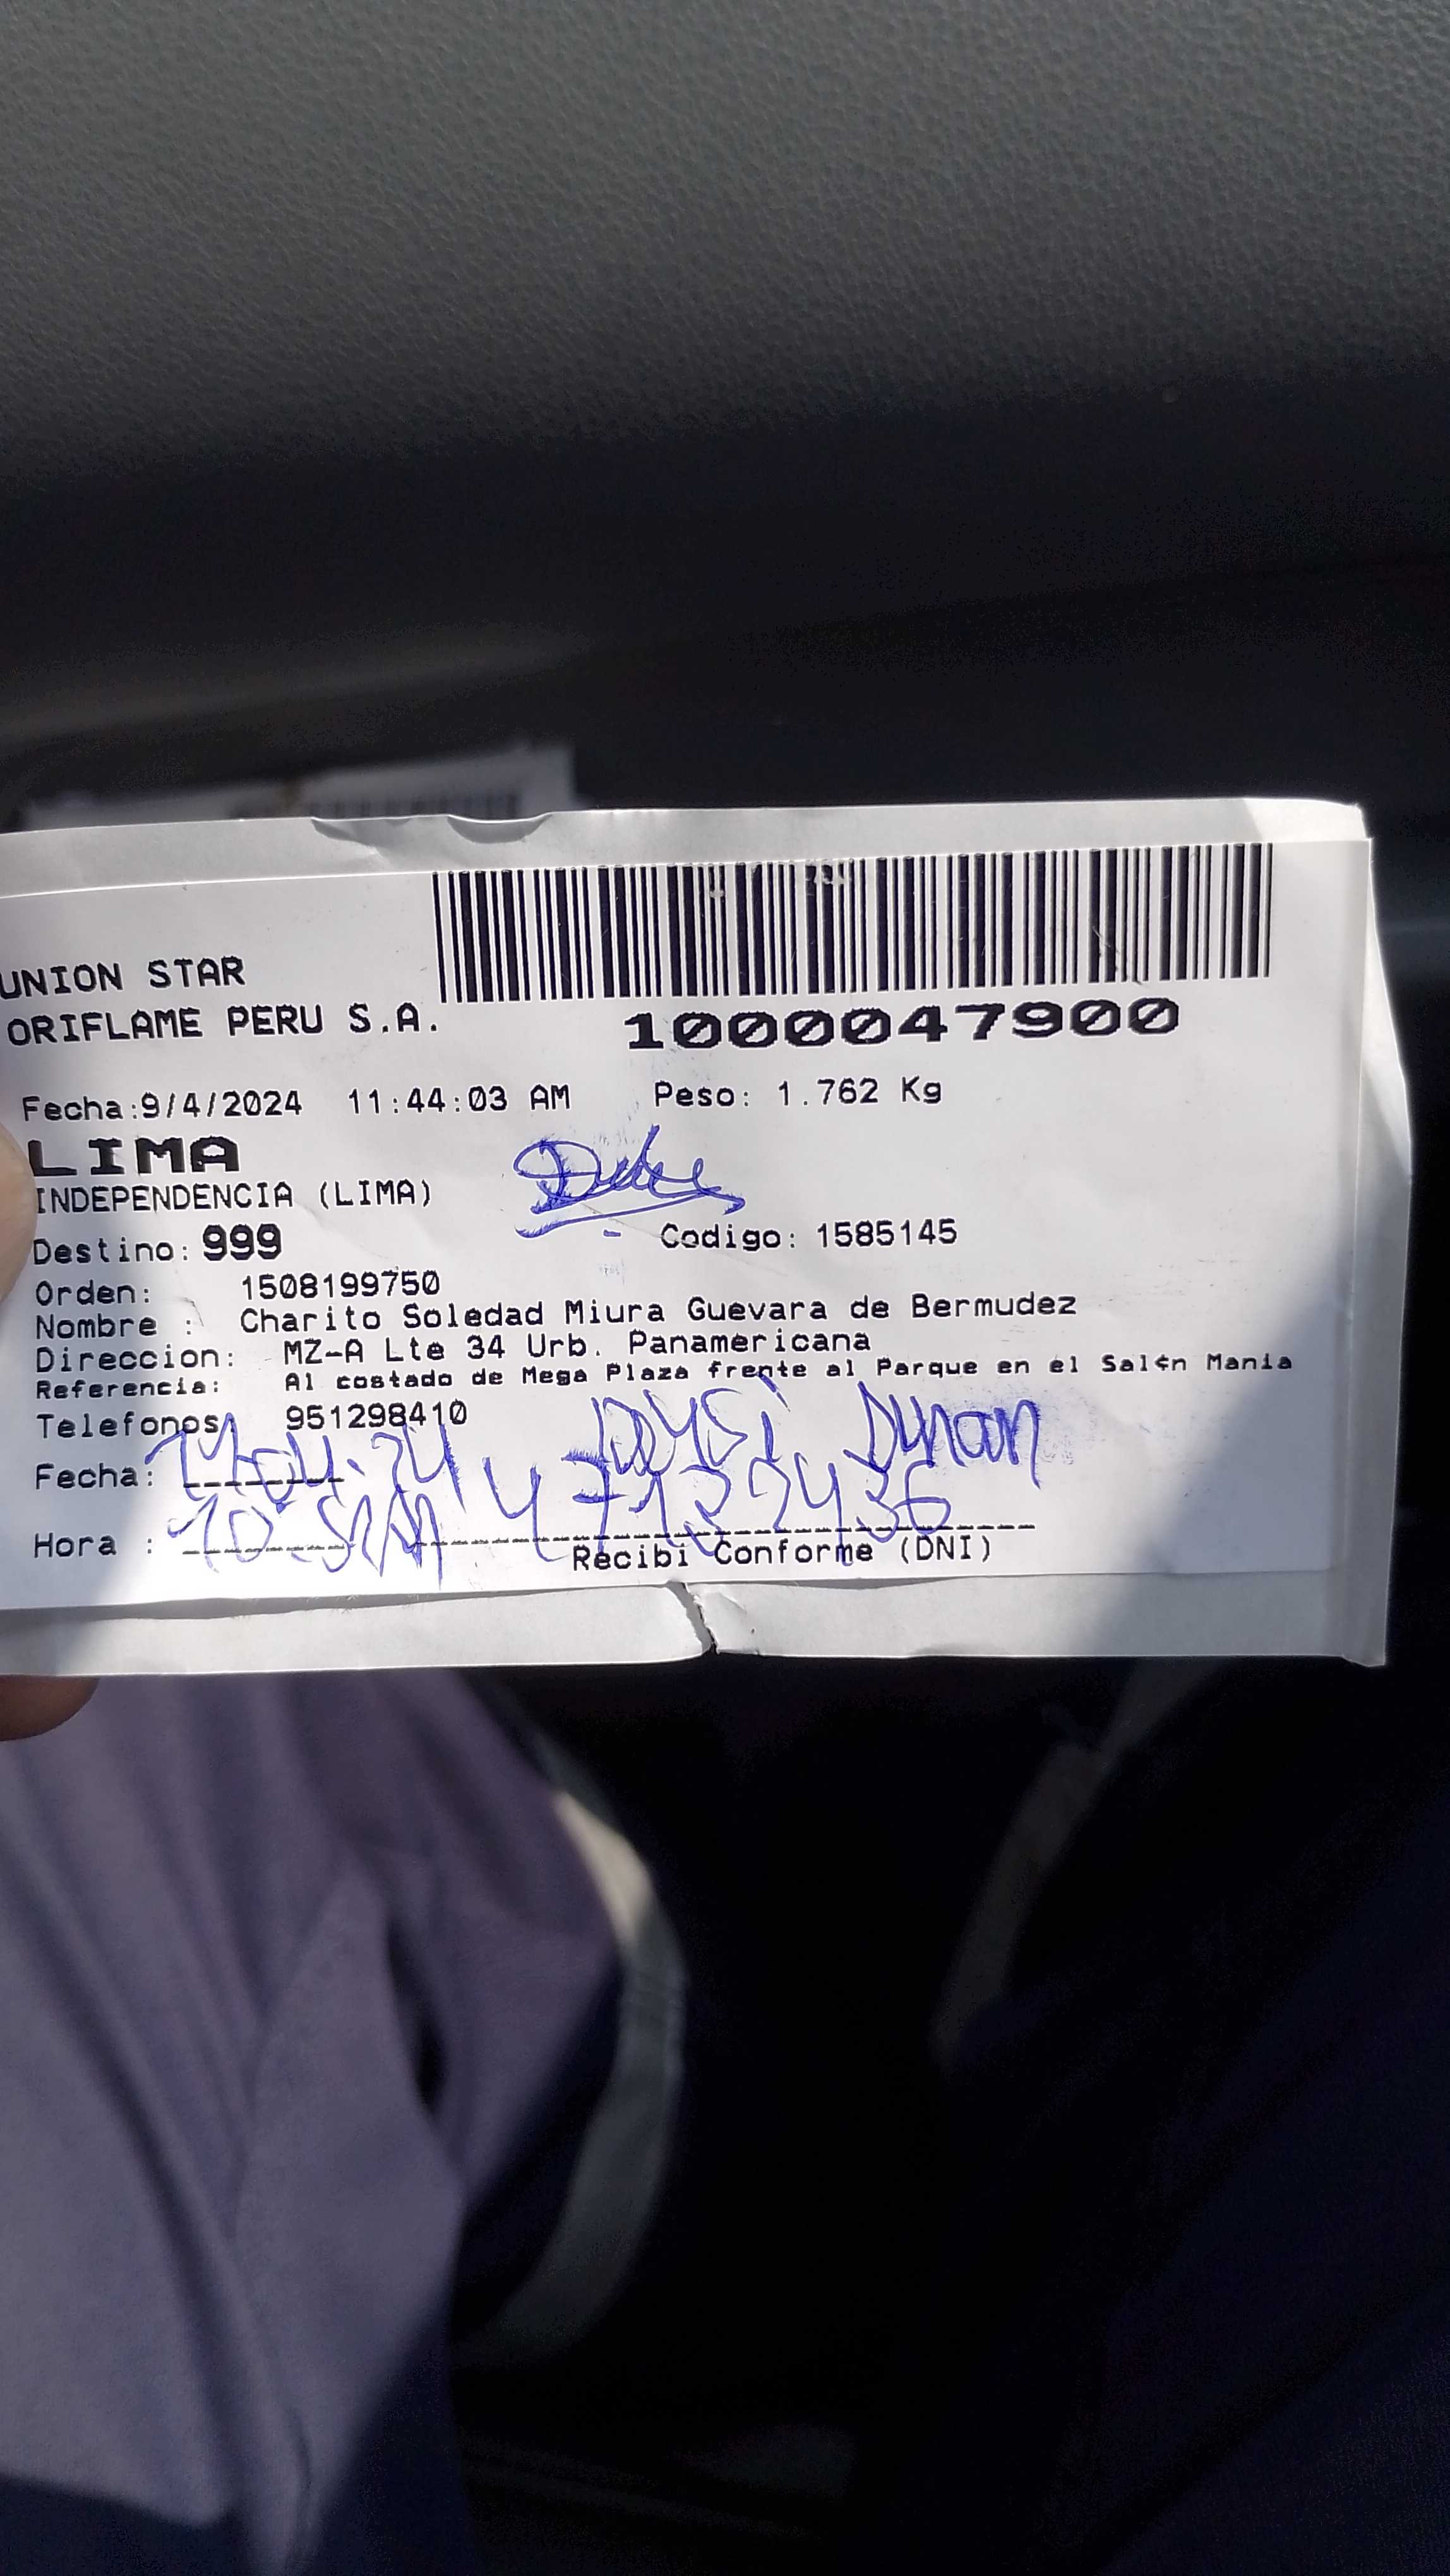 UNION STAR
ORIFLAME PERU S.A.
1000047900
Fecha:9/4/2024 11:44:03 AM Peso: 1.762 Kg
LIMA
INDEPENDENCIA (LIMA)
Destino: 999 Codigo: 1585145
Orden: 1508199750
Nombre : Charito Soledad Miura Guevara de Bermudez
Direccion: MZ-A Lte 34 Urb. Panamericana
Referencia: Al costado de Mega Plaza frente al Parque en el Sal¢n Mania
Telefonos 951298410
Fecha:
47132436
Hora :
Recibi Conforme (DNI)